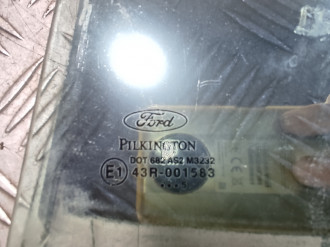 Ford
PILKINGTON
DOT 682 AS2 M3232
E1 43R-001583